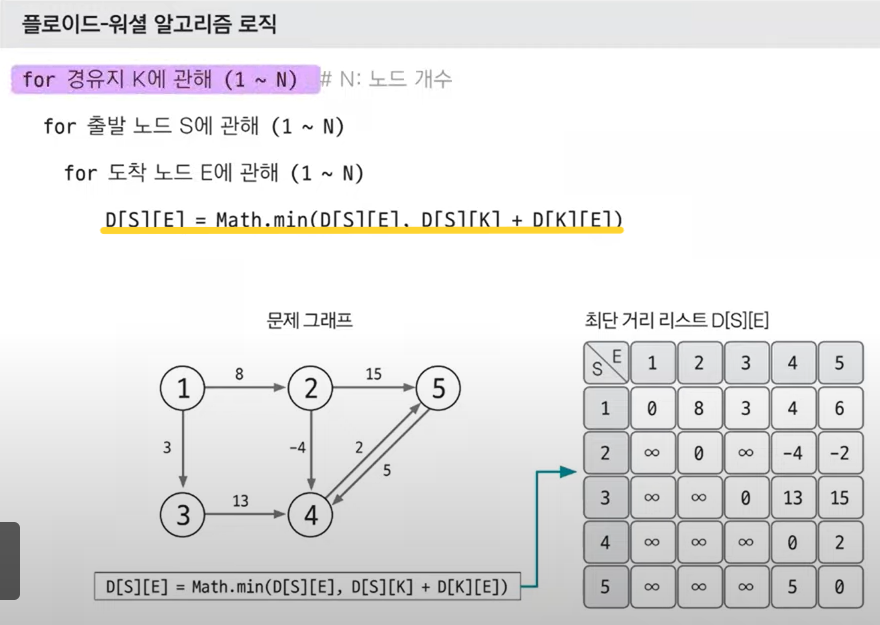 플로이드-워셜 알고리즘 로직
for 경유지 K에 관해 (1 ~ N) # N: 노드 개수
for 출발 노드 S에 관해 (1 ~ N)
for 도착 노드 E에 관해 (1 ~ N)
D[S][E] = Math.min(D[S][E], D[S][K] + D[K][E])
문제 그래프
1 8 2 15 5
3 -4 2 5
3 13 4
D[S][E] = Math.min(D[S][E], D[S][K] + D[K][E])
최단 거리 리스트 D[S][E]
S E 1 2 3 4 5
1 0 8 3 4 6
2 ∞ 0 ∞ -4 -2
3 ∞ ∞ 0 13 15
4 ∞ ∞ ∞ 0 2
5 ∞ ∞ ∞ 5 0